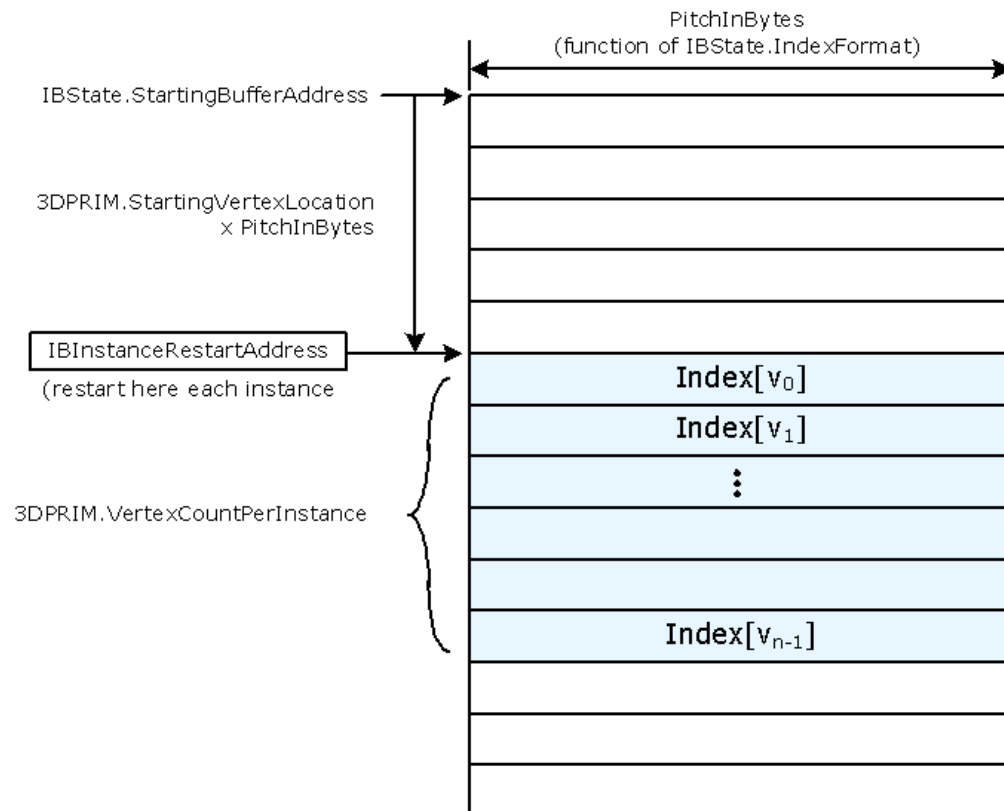 PitchInBytes
(function of IBState.IndexFormat)
IBState.StartingBufferAddress
3DPRIM.StartingVertexLocation
x PitchInBytes
IBInstanceRestartAddress
(restart here each instance
Index[v₀]
Index[v₁]
⋮
3DPRIM.VertexCountPerInstance
Index[vₙ₋₁]